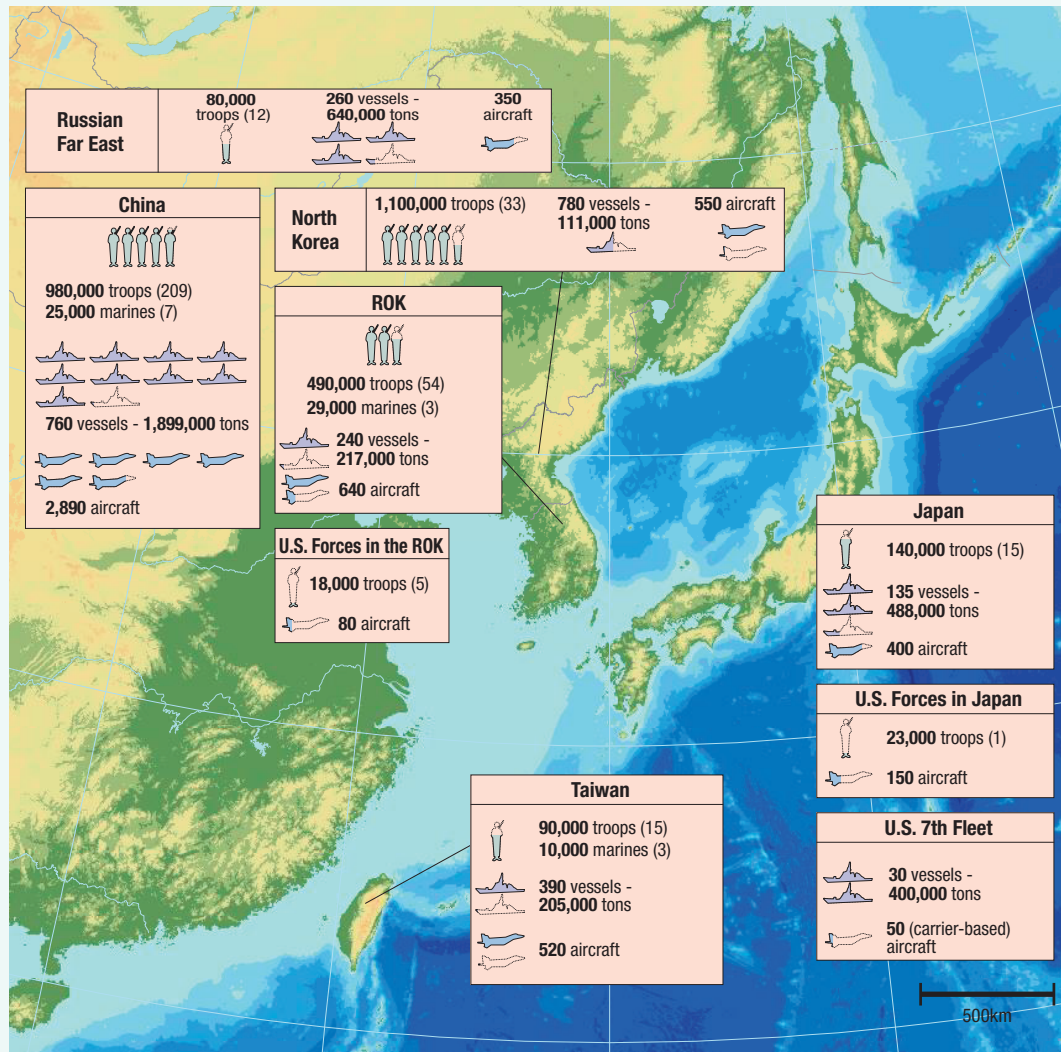 Russian
Far East
80,000
troops (12)
260 vessels -
640,000 tons
350
aircraft
China
980,000 troops (209)
25,000 marines (7)
760 vessels - 1,899,000 tons
2,890 aircraft
North
Korea
1,100,000 troops (33)
780 vessels -
111,000 tons
550 aircraft
ROK
490,000 troops (54)
29,000 marines (3)
240 vessels -
217,000 tons
640 aircraft
U.S. Forces in the ROK
18,000 troops (5)
80 aircraft
Japan
140,000 troops (15)
135 vessels -
488,000 tons
400 aircraft
U.S. Forces in Japan
23,000 troops (1)
150 aircraft
Taiwan
90,000 troops (15)
10,000 marines (3)
390 vessels -
205,000 tons
520 aircraft
U.S. 7th Fleet
30 vessels -
400,000 tons
50 (carrier-based)
aircraft
500km